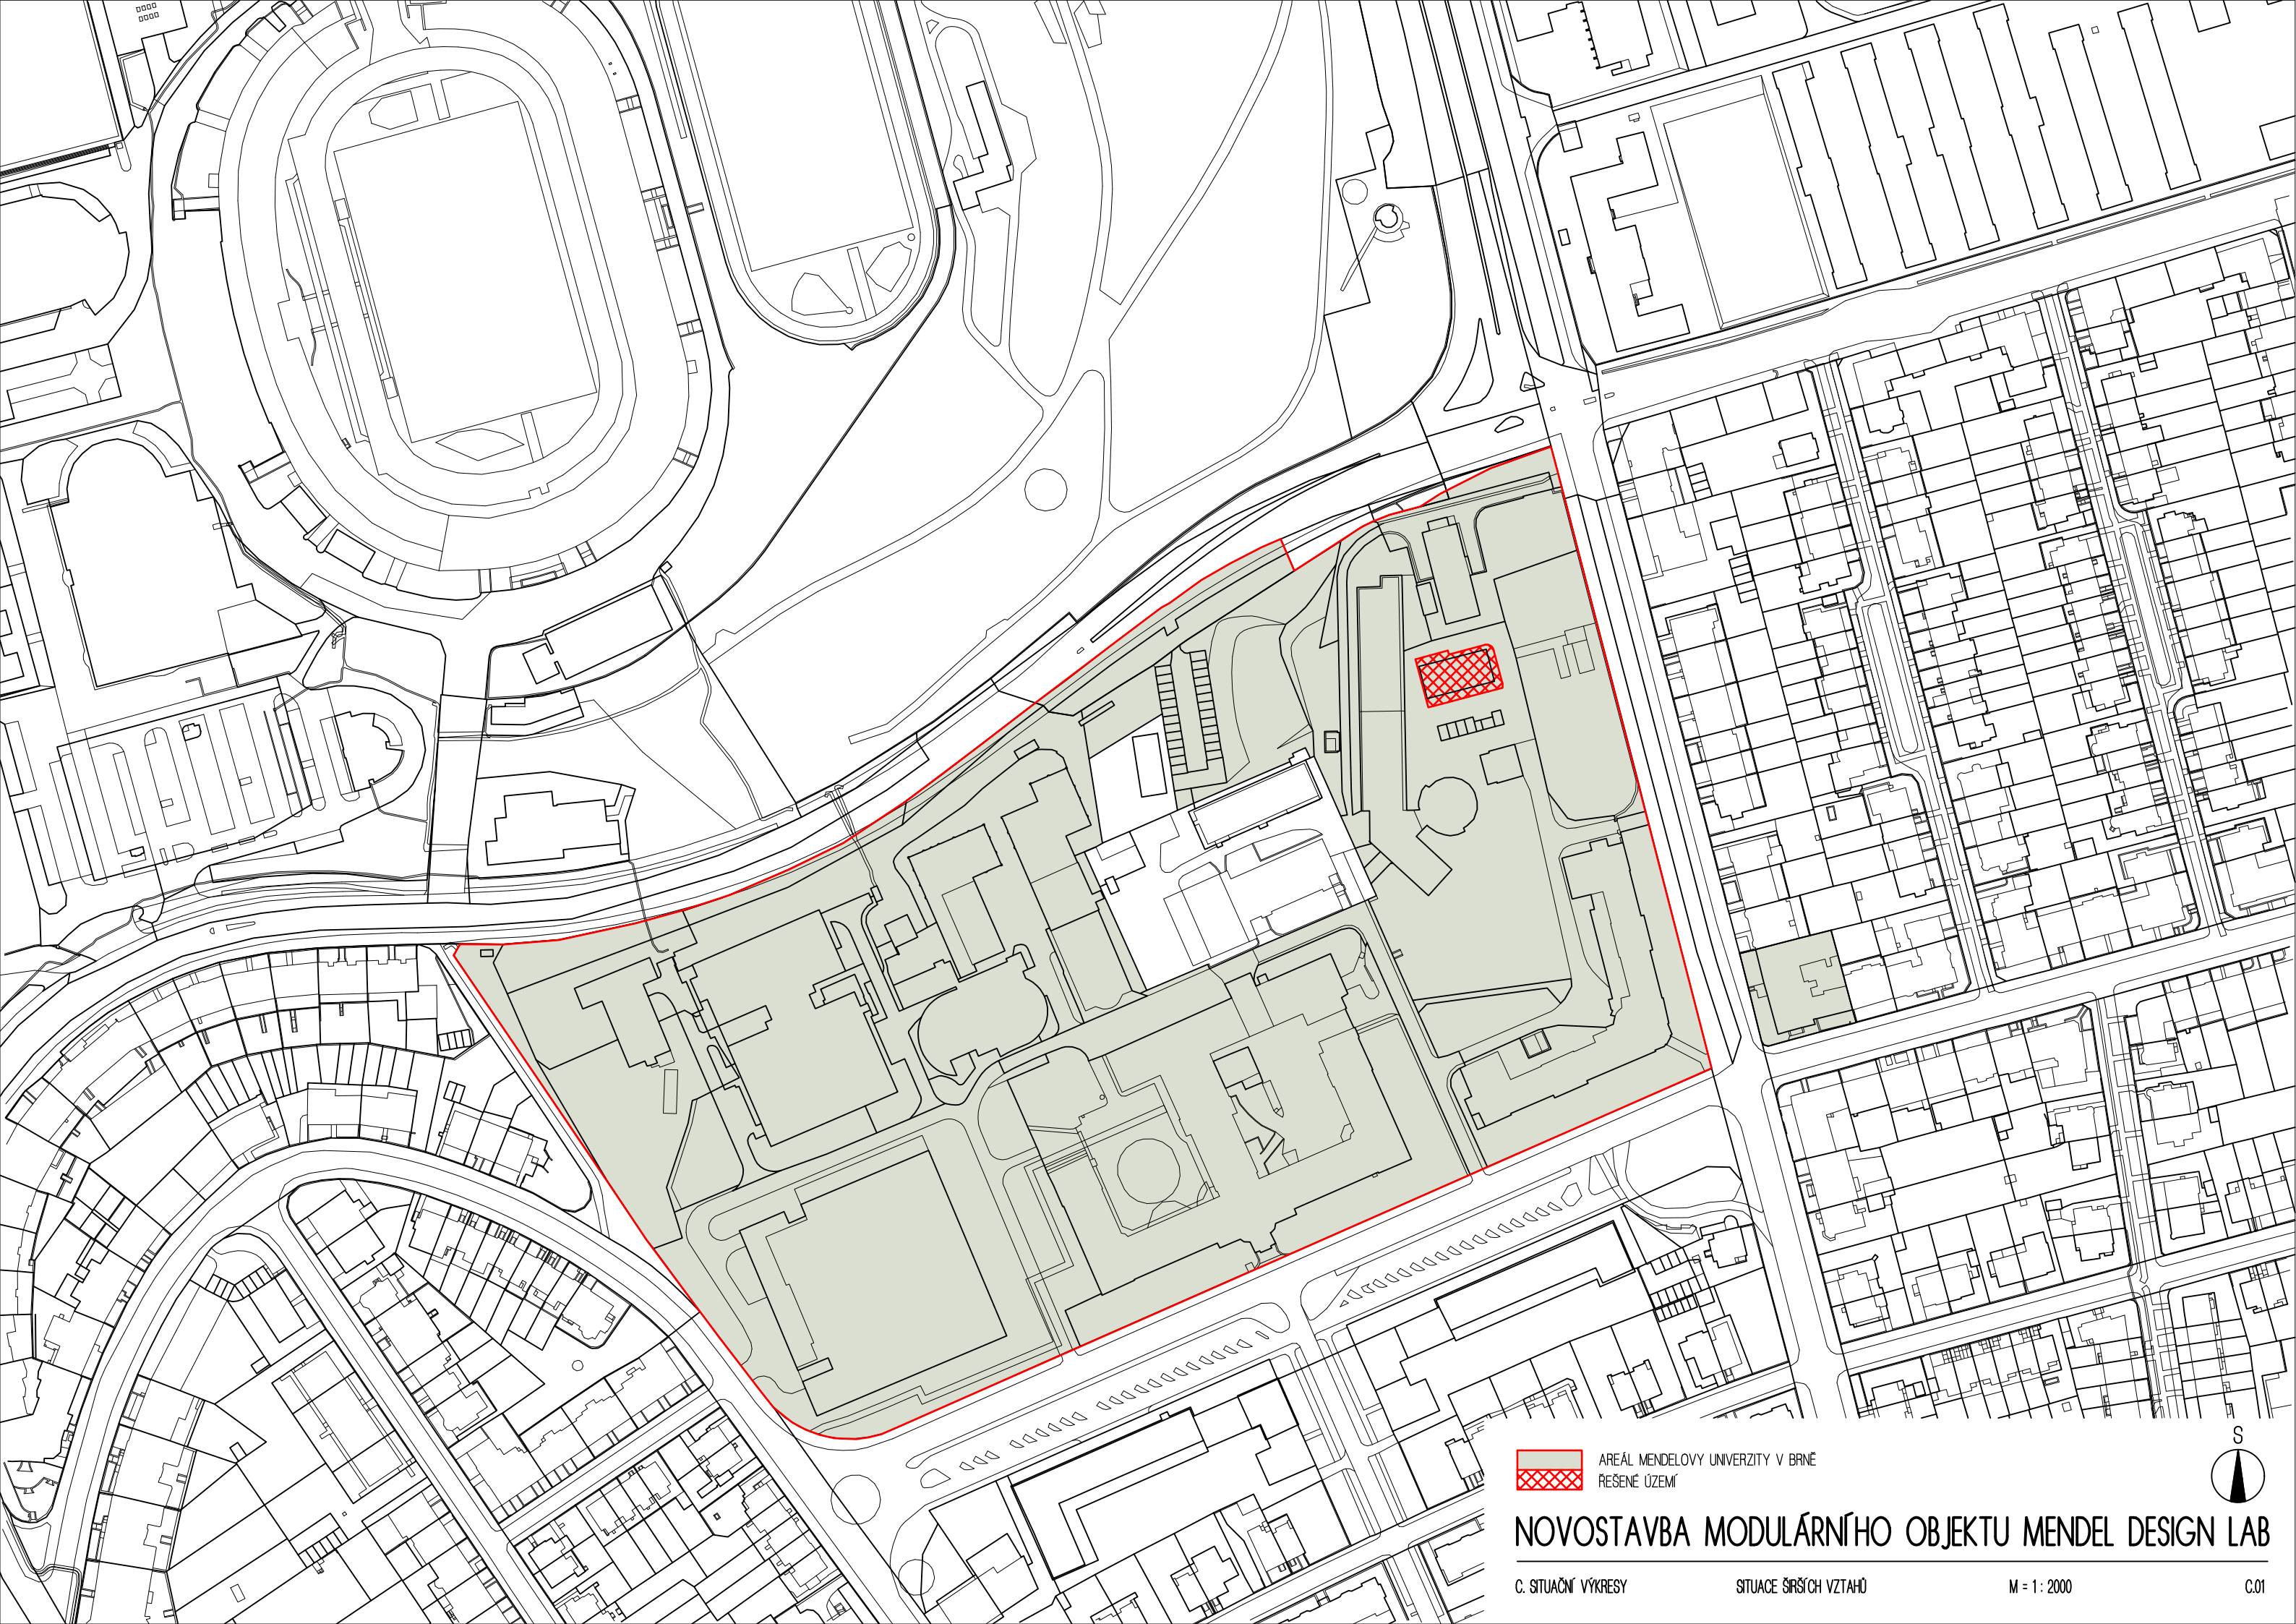 S
AREÁL MENDELOVY UNIVERZITY V BRNĚ
ŘEŠENÉ ÚZEMÍ
NOVOSTAVBA MODULÁRNÍHO OBJEKTU MENDEL DESIGN LAB
C. SITUAČNÍ VÝKRESY SITUACE ŠIRŠÍCH VZTAHŮ M = 1 : 2000 C.01